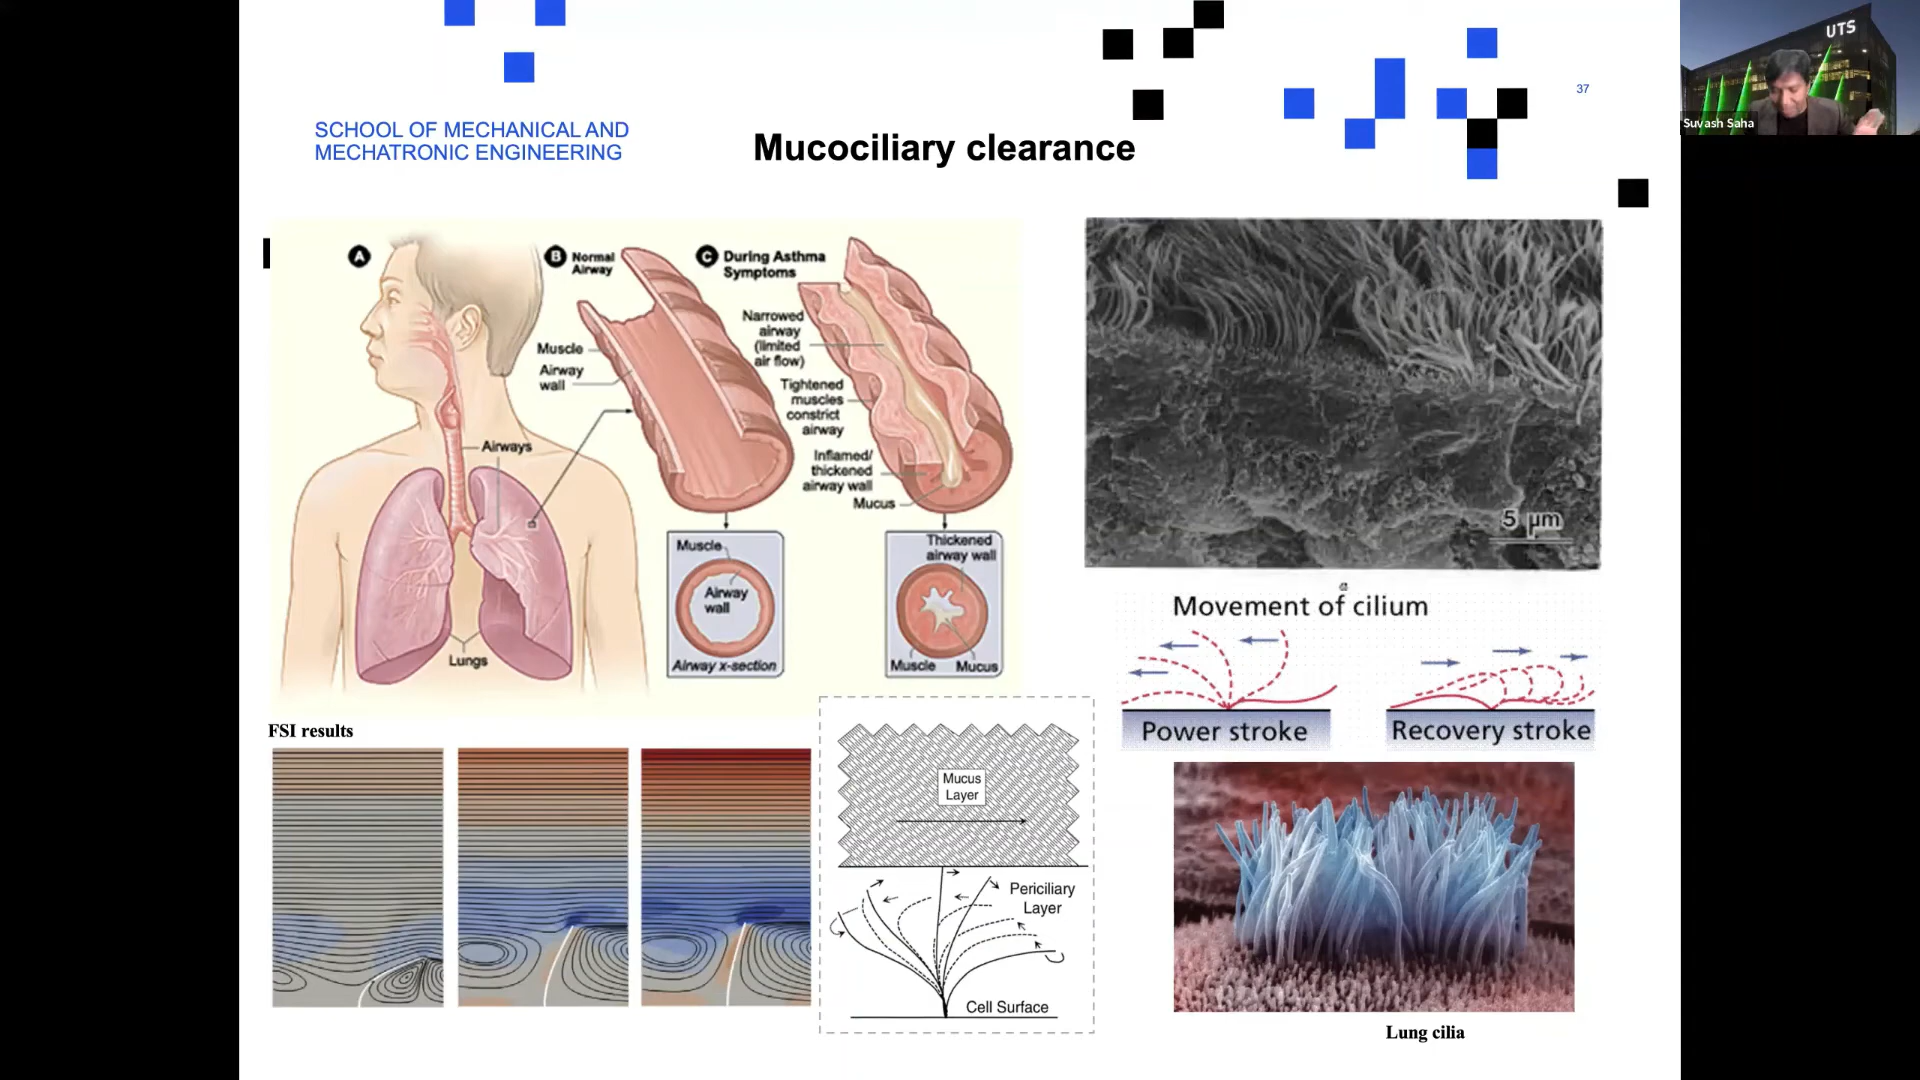 UTS
Suvash Saha
37
SCHOOL OF MECHANICAL AND
MECHATRONIC ENGINEERING
Mucociliary clearance
A
B Normal
Airway
C During Asthma
Symptoms
Muscle
Airway
wall
Airways
Lungs
Narrowed
airway
(limited
air flow)
Tightened
muscles
constrict
airway
Inflamed/
thickened
airway wall
Mucus
Muscle
Airway
wall
Airway x-section
Thickened
airway wall
Muscle
Mucus
5 µm
Movement of cilium
Power stroke
Recovery stroke
FSI results
Mucus
Layer
Periciliary
Layer
Cell Surface
Lung cilia